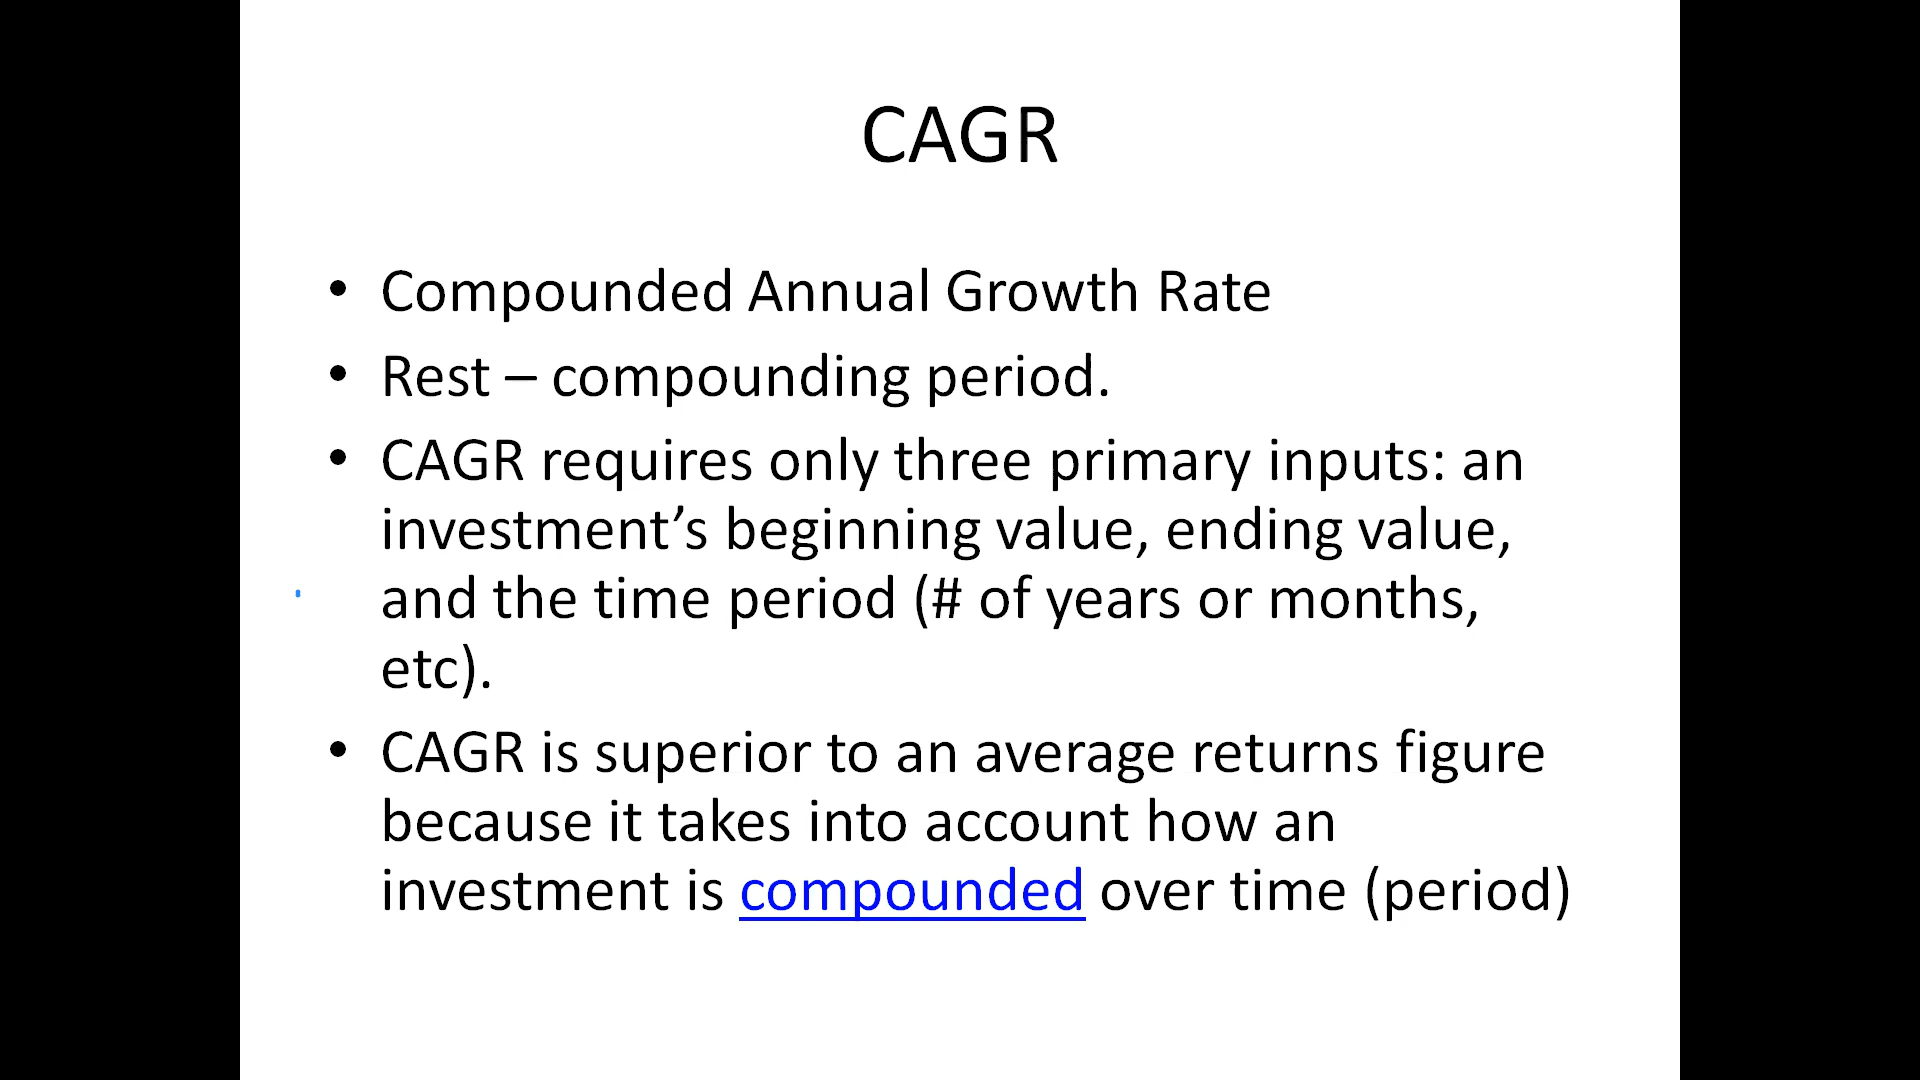 CAGR
• Compounded Annual Growth Rate
• Rest – compounding period.
• CAGR requires only three primary inputs: an
investment’s beginning value, ending value,
and the time period (# of years or months,
etc).
• CAGR is superior to an average returns figure
because it takes into account how an
investment is compounded over time (period)